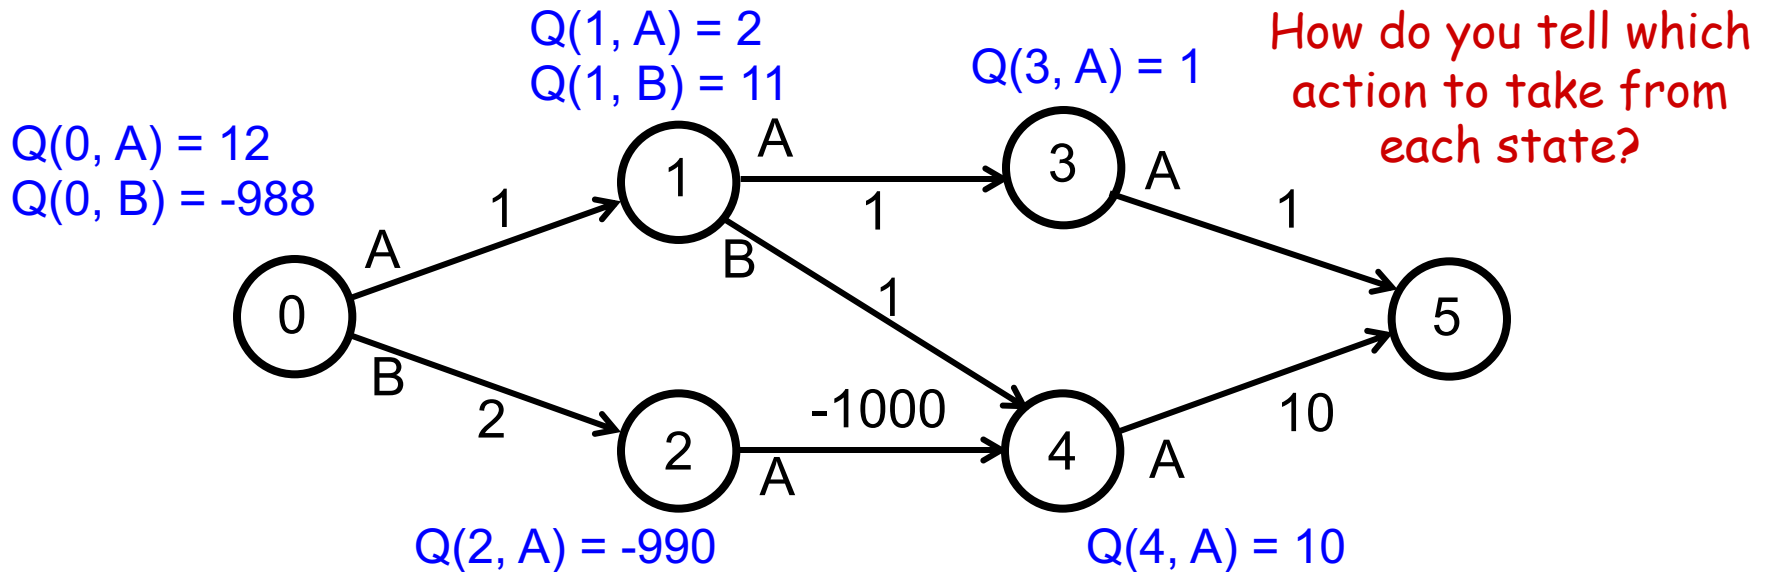 Q(1, A) = 2
Q(1, B) = 11
Q(3, A) = 1
How do you tell which
action to take from
each state?
Q(0, A) = 12
Q(0, B) = -988
A
1
3
A
1
1
1
A
B
1
0
5
B
2
-1000
10
2
A
4
A
Q(2, A) = -990
Q(4, A) = 10